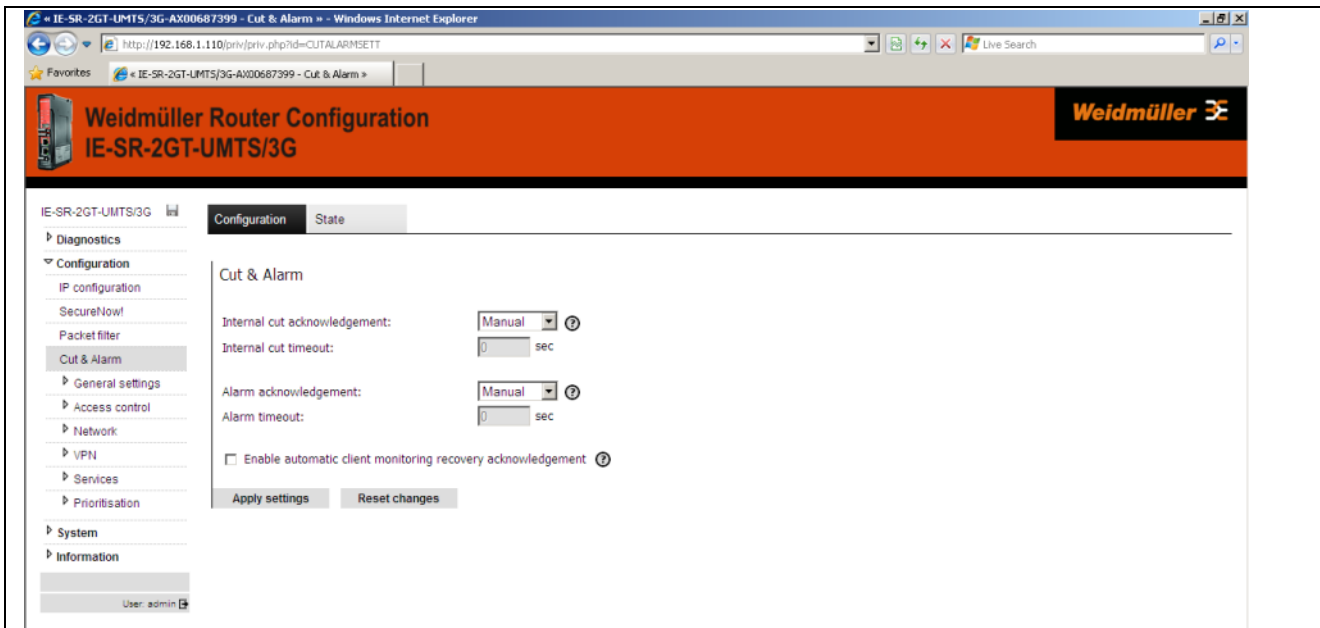 « IE-SR-2GT-UMTS/3G-AX00687399 - Cut & Alarm » - Windows Internet Explorer
http://192.168.1.110/priv/priv.php?id=CUTALARMSETT
Live Search
Favorites
« IE-SR-2GT-UMTS/3G-AX00687399 - Cut & Alarm »
Weidmüller Router Configuration
IE-SR-2GT-UMTS/3G
Weidmüller
IE-SR-2GT-UMTS/3G
Configuration State
Diagnostics
Configuration
IP configuration
SecureNow!
Packet filter
Cut & Alarm
General settings
Access control
Network
VPN
Services
Prioritisation
System
Information
User: admin
Cut & Alarm
Internal cut acknowledgement: Manual ?
Internal cut timeout: 0 sec
Alarm acknowledgement: Manual ?
Alarm timeout: 0 sec
Enable automatic client monitoring recovery acknowledgement ?
Apply settings Reset changes